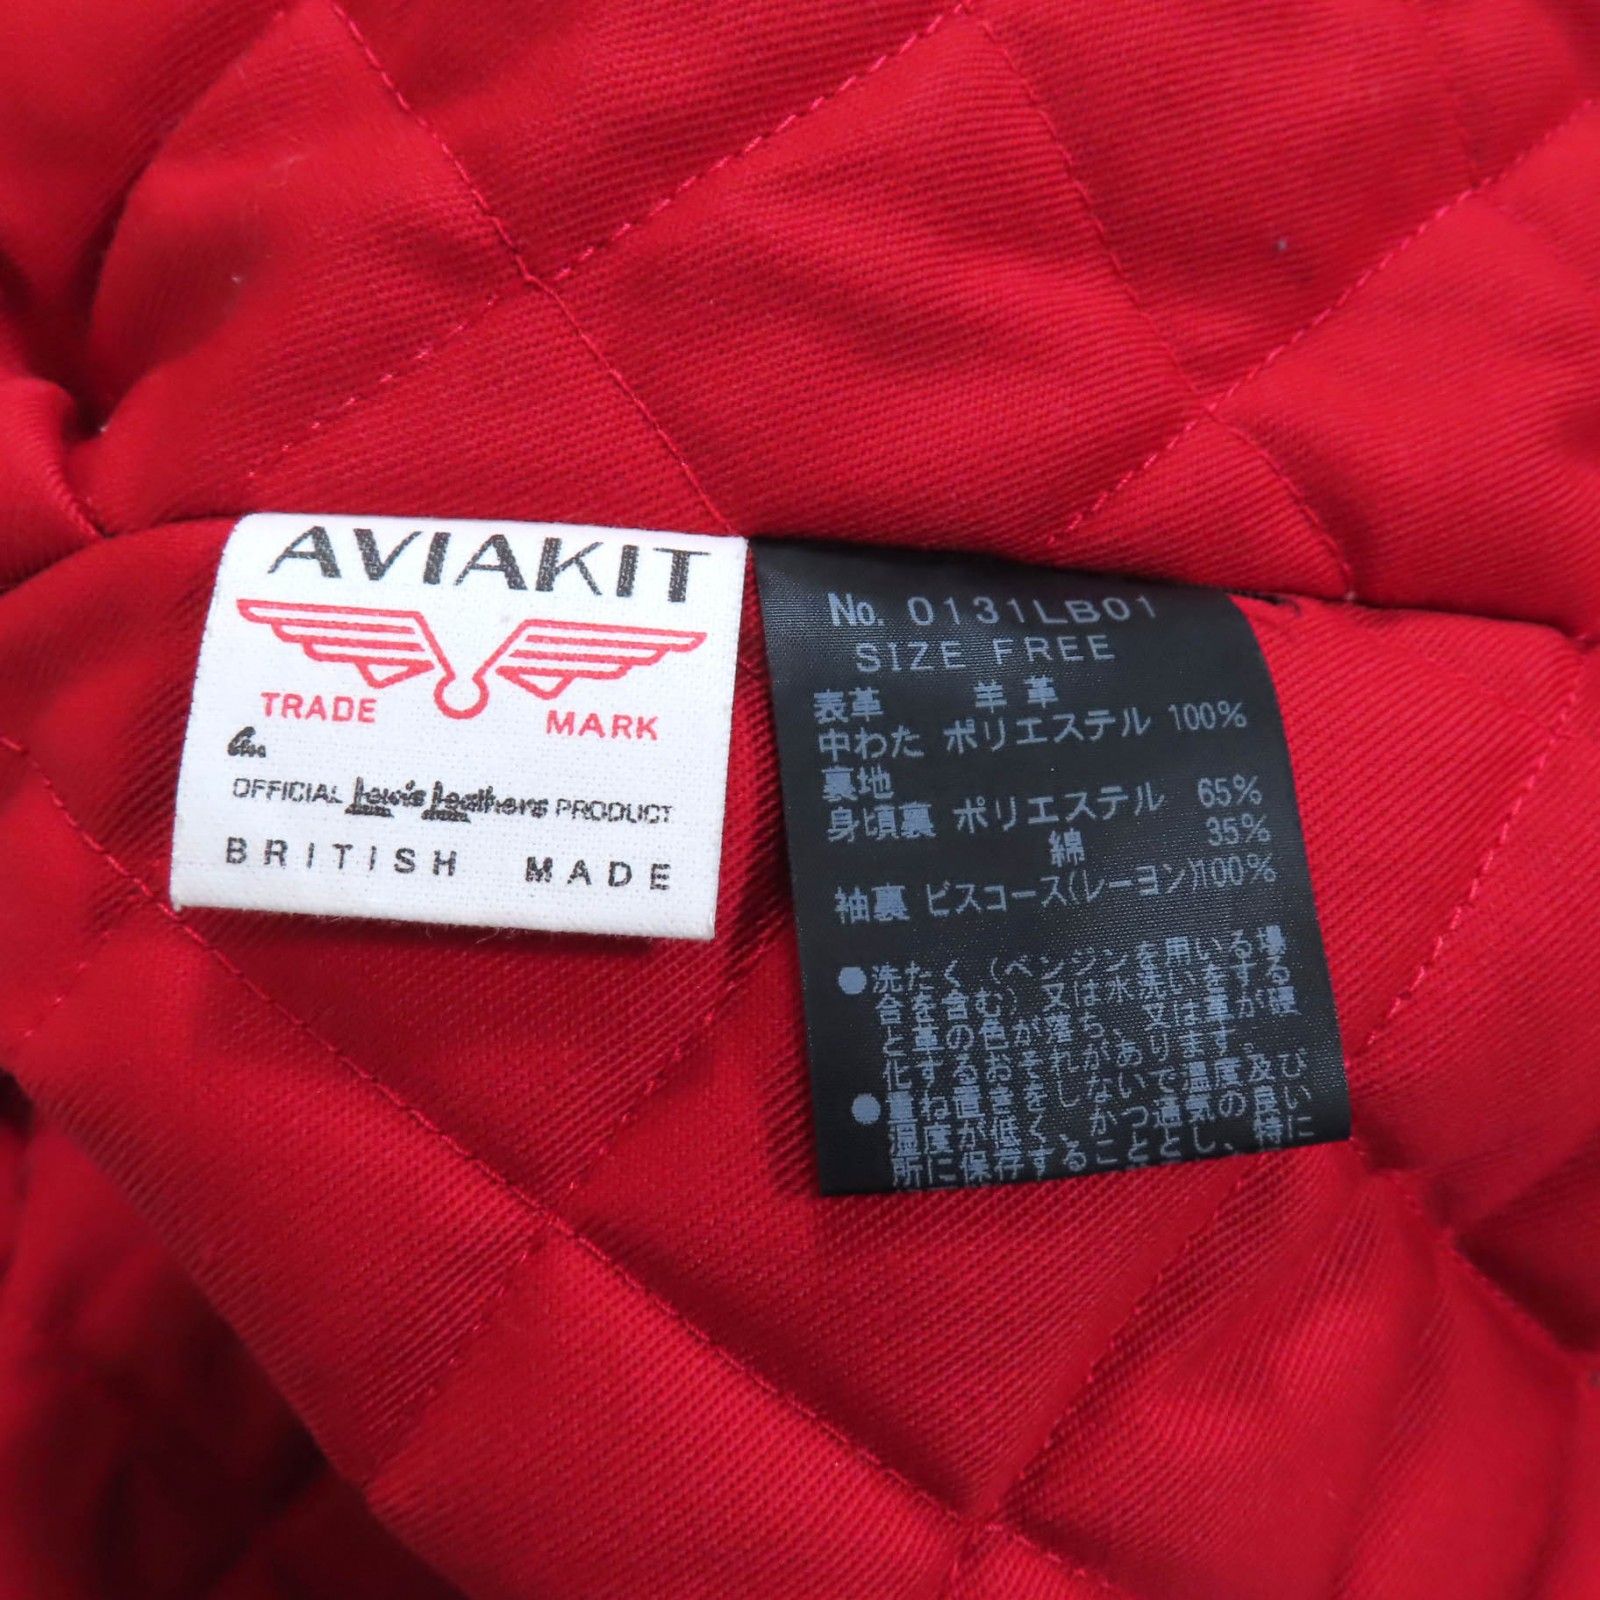 AVIAKIT
TRADE MARK
OFFICIAL Lewis Leathers PRODUCT
BRITISH MADE
No. 0131LB01
SIZE FREE
表革 羊革
中わた ポリエステル 100%
裏地
身頃裏 ポリエステル 65%
綿 35%
袖裏 ビスコース(レーヨン)100%
●洗たく(ベンジンを用いる場
合を含む)又は水洗いをする
と革の色が落ち、又は革が硬
化するおそれがあります。
●重ね置きをしないで温度及び
湿度が低く、かつ通気の良い
所に保存することとし、特に